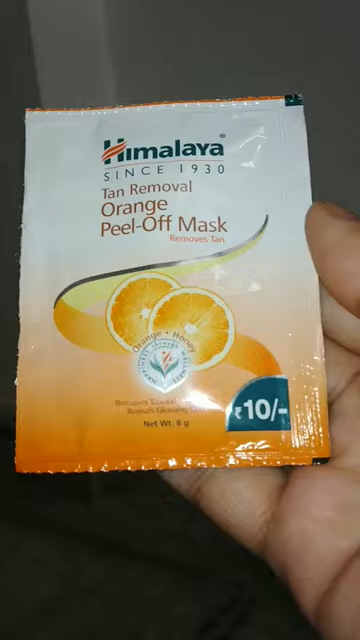 Himalaya
SINCE 1930
Tan Removal
Orange
Peel-Off Mask
Removes Tan
Orange • Honey
Reveals Glowing
Net Wt. 8 g
₹10/-